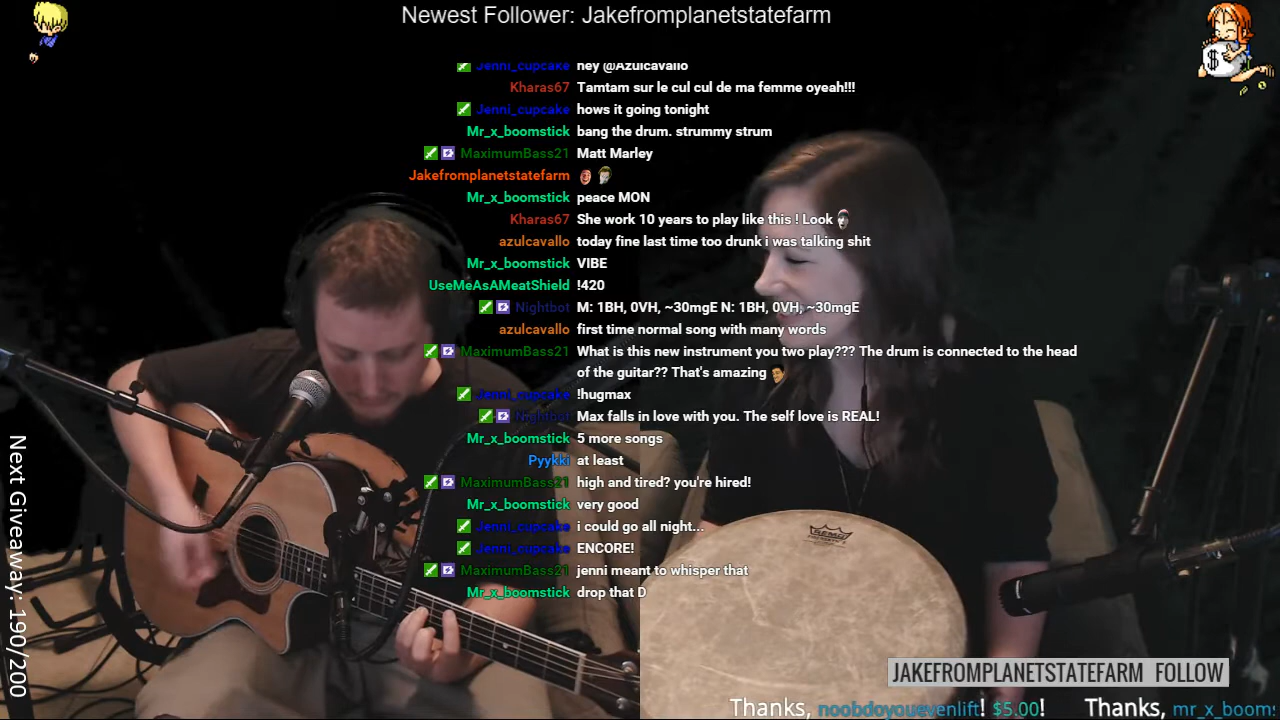 Newest Follower: Jakefromplanetstatefarm
$
Jenni_cupcake hey @Azulcavallo
Kharas67 Tamtam sur le cul cul de ma femme oyeah!!!
Jenni_cupcake hows it going tonight
Mr_x_boomstick bang the drum. strummy strum
MaximumBass21 Matt Marley
Jakefromplanetstatefarm
Mr_x_boomstick peace MON
Kharas67 She work 10 years to play like this ! Look
azulcavallo today fine last time too drunk i was talking shit
Mr_x_boomstick VIBE
UseMeAsAMeatShield !420
Nightbot M: 1BH, 0VH, ~30mgE N: 1BH, 0VH, ~30mgE
azulcavallo first time normal song with many words
MaximumBass21 What is this new instrument you two play??? The drum is connected to the head
of the guitar?? That's amazing
Jenni_cupcake !hugmax
Nightbot Max falls in love with you. The self love is REAL!
Mr_x_boomstick 5 more songs
Pyykki at least
MaximumBass21 high and tired? you're hired!
Mr_x_boomstick very good
Jenni_cupcake i could go all night...
Jenni_cupcake ENCORE!
MaximumBass21 jenni meant to whisper that
Mr_x_boomstick drop that D
Next Giveaway: 190/200
REMO
JAKEFROMPLANETSTATEFARM FOLLOW
Thanks, noobdoyouevenlift! $5.00! Thanks, mr_x_booms